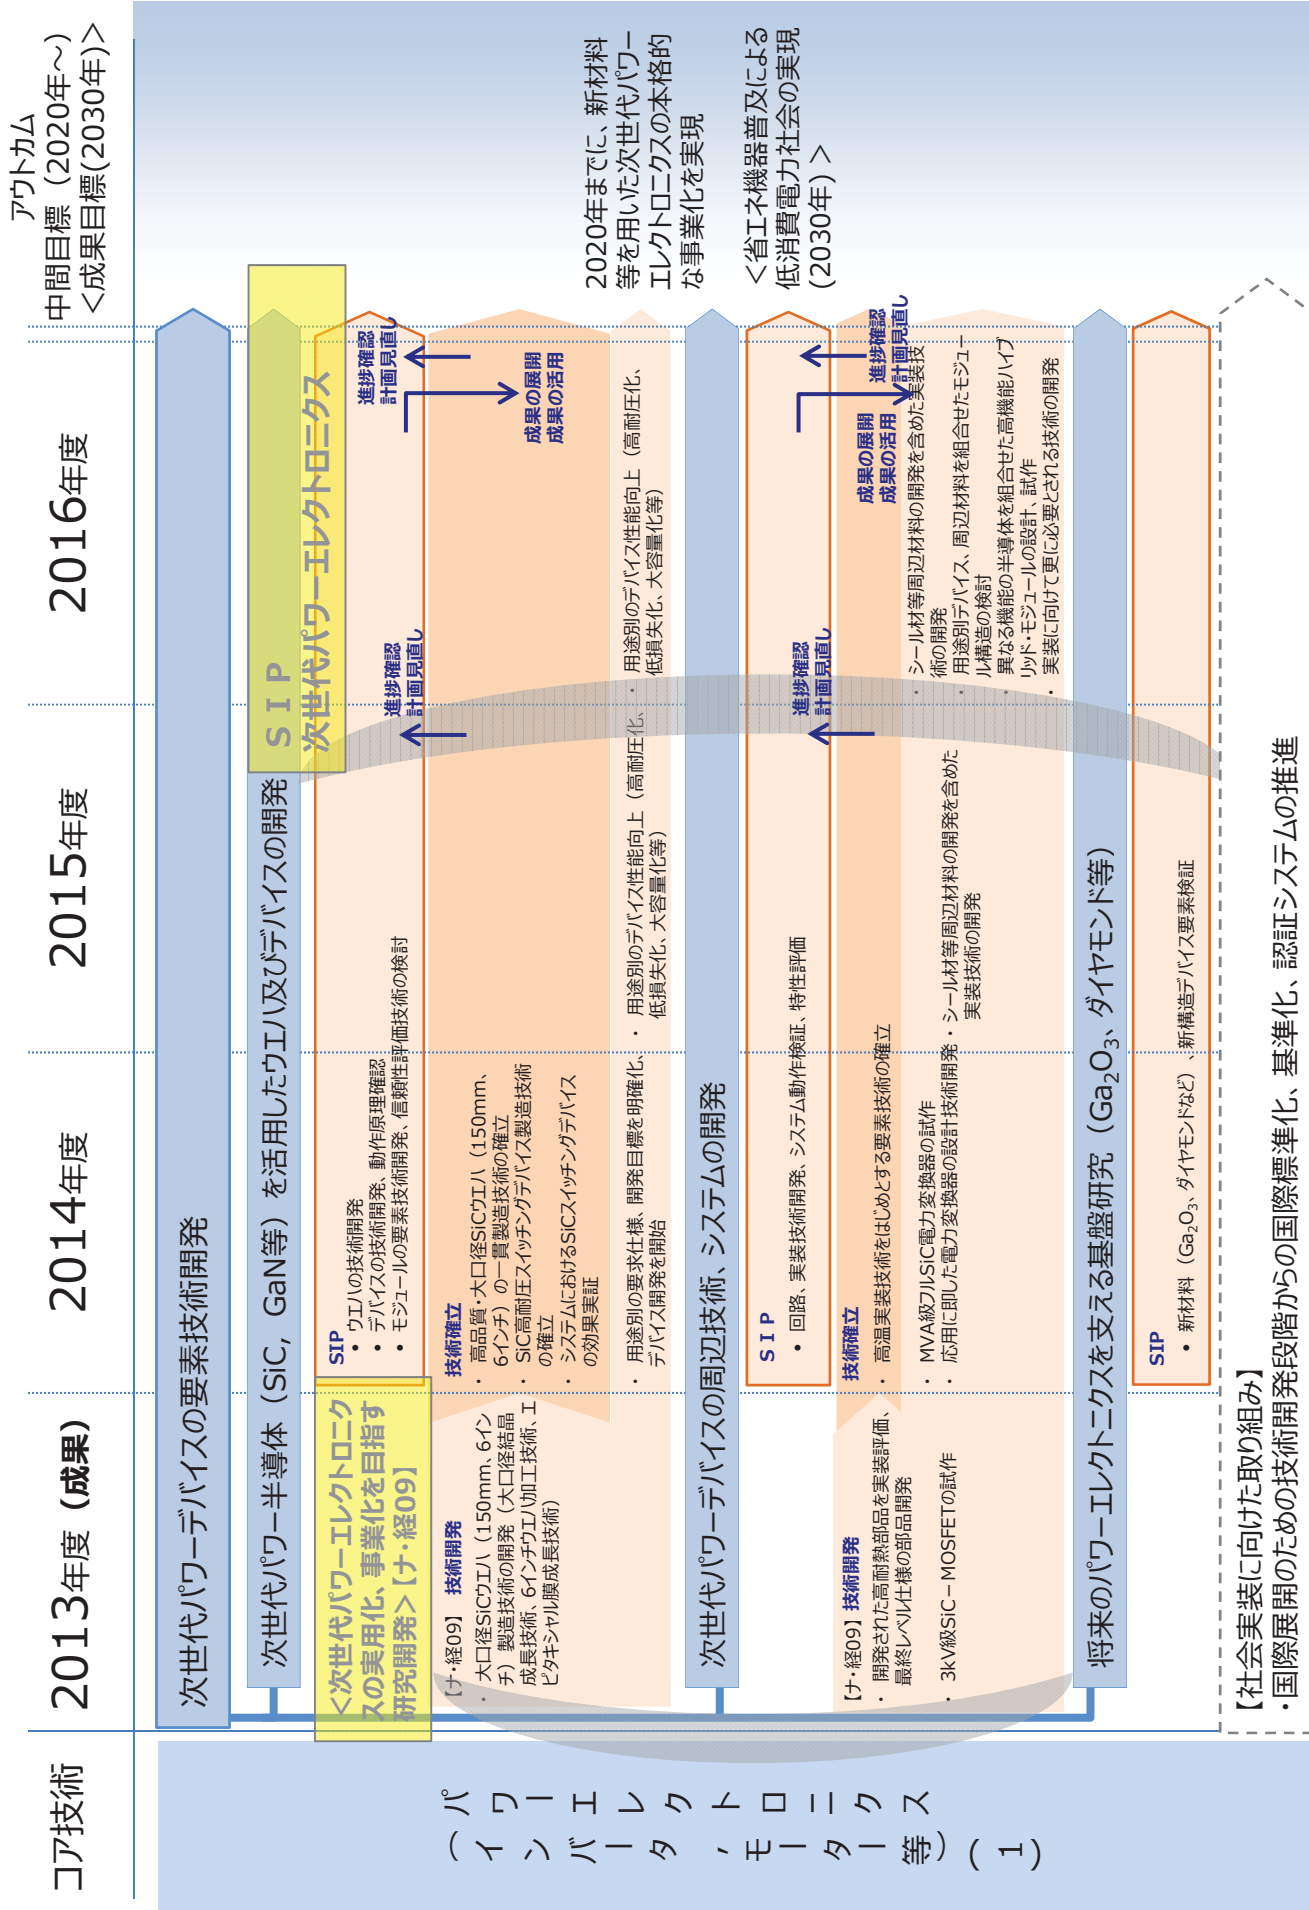 コア技術
2013年度（成果）
2014年度
2015年度
2016年度
アウトカム
中間目標（2020年～）
＜成果目標(2030年)＞
パワーエレクトロニクス
（インバータ，モーター等）(1)
次世代パワーデバイスの要素技術開発
次世代パワー半導体（SiC，GaN等）を活用したウエハ及びデバイスの開発
SIP
次世代パワーエレクトロニクス
＜次世代パワーエレクトロニク
スの実用化、事業化を目指す
研究開発＞【ナ・経09】
SIP
• ウエハの技術開発
• デバイスの技術開発、動作原理確認
• モジュールの要素技術開発、信頼性評価技術の検討
進捗確認
計画見直し
進捗確認
計画見直し
【ナ・経09】 技術開発
・ 大口径SiCウエハ（150mm、6イン
チ）製造技術の開発（大口径結晶
成長技術、6インチウエハ加工技術、エ
ピタキシャル膜成長技術）
技術確立
・ 高品質・大口径SiCウエハ（150mm、
6インチ）の一貫製造技術の確立
・ SiC高耐圧スイッチングデバイス製造技術
の確立
・ システムにおけるSiCスイッチングデバイス
の効果実証
成果の展開
成果の活用
・ 用途別の要求仕様、開発目標を明確化、
デバイス開発を開始
・ 用途別のデバイス性能向上（高耐圧化、
低損失化、大容量化等）
・ 用途別のデバイス性能向上（高耐圧化、
低損失化、大容量化等）
次世代パワーデバイスの周辺技術、システムの開発
SIP
• 回路、実装技術開発、システム動作検証、特性評価
進捗確認
計画見直し
進捗確認
計画見直し
【ナ・経09】技術開発
・ 開発された高耐熱部品を実装評価、
最終レベル仕様の部品開発
・ 3kV級SiC－MOSFETの試作
技術確立
・ 高温実装技術をはじめとする要素技術の確立
成果の展開
成果の活用
・ MVA級フルSiC電力変換器の試作
・ 応用に即した電力変換器の設計技術開発
・ シール材等周辺材料の開発を含めた
実装技術の開発
・ シール材等周辺材料の開発を含めた実装技
術の開発
・ 用途別デバイス、周辺材料を組合せたモジュー
ル構造の検討
・ 異なる機能の半導体を組合せた高機能ハイブ
リッド・モジュールの設計、試作
・ 実装に向けて更に必要とされる技術の開発
将来のパワーエレクトロニクスを支える基盤研究（Ga₂O₃、ダイヤモンド等）
SIP
• 新材料（Ga₂O₃、ダイヤモンドなど）、新構造デバイス要素検証
【社会実装に向けた取り組み】
・国際展開のための技術開発段階からの国際標準化、基準化、認証システムの推進
2020年までに、新材料
等を用いた次世代パワー
エレクトロニクスの本格的
な事業化を実現
＜省エネ機器普及による
低消費電力社会の実現
(2030年) ＞